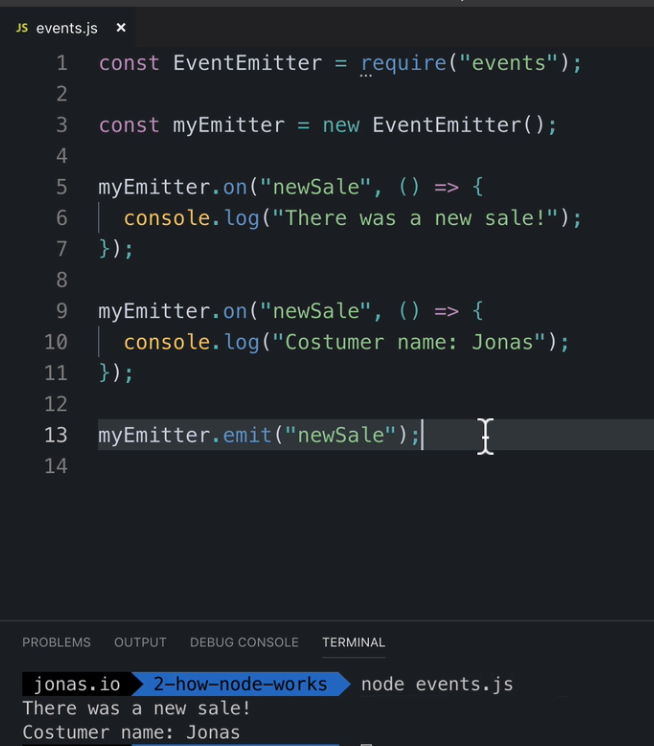 JS events.js ×
1 const EventEmitter = require("events");
2
3 const myEmitter = new EventEmitter();
4
5 myEmitter.on("newSale", () => {
6 console.log("There was a new sale!");
7 });
8
9 myEmitter.on("newSale", () => {
10 console.log("Costumer name: Jonas");
11 });
12
13 myEmitter.emit("newSale");
14
PROBLEMS OUTPUT DEBUG CONSOLE TERMINAL
jonas.io 2-how-node-works node events.js
There was a new sale!
Costumer name: Jonas